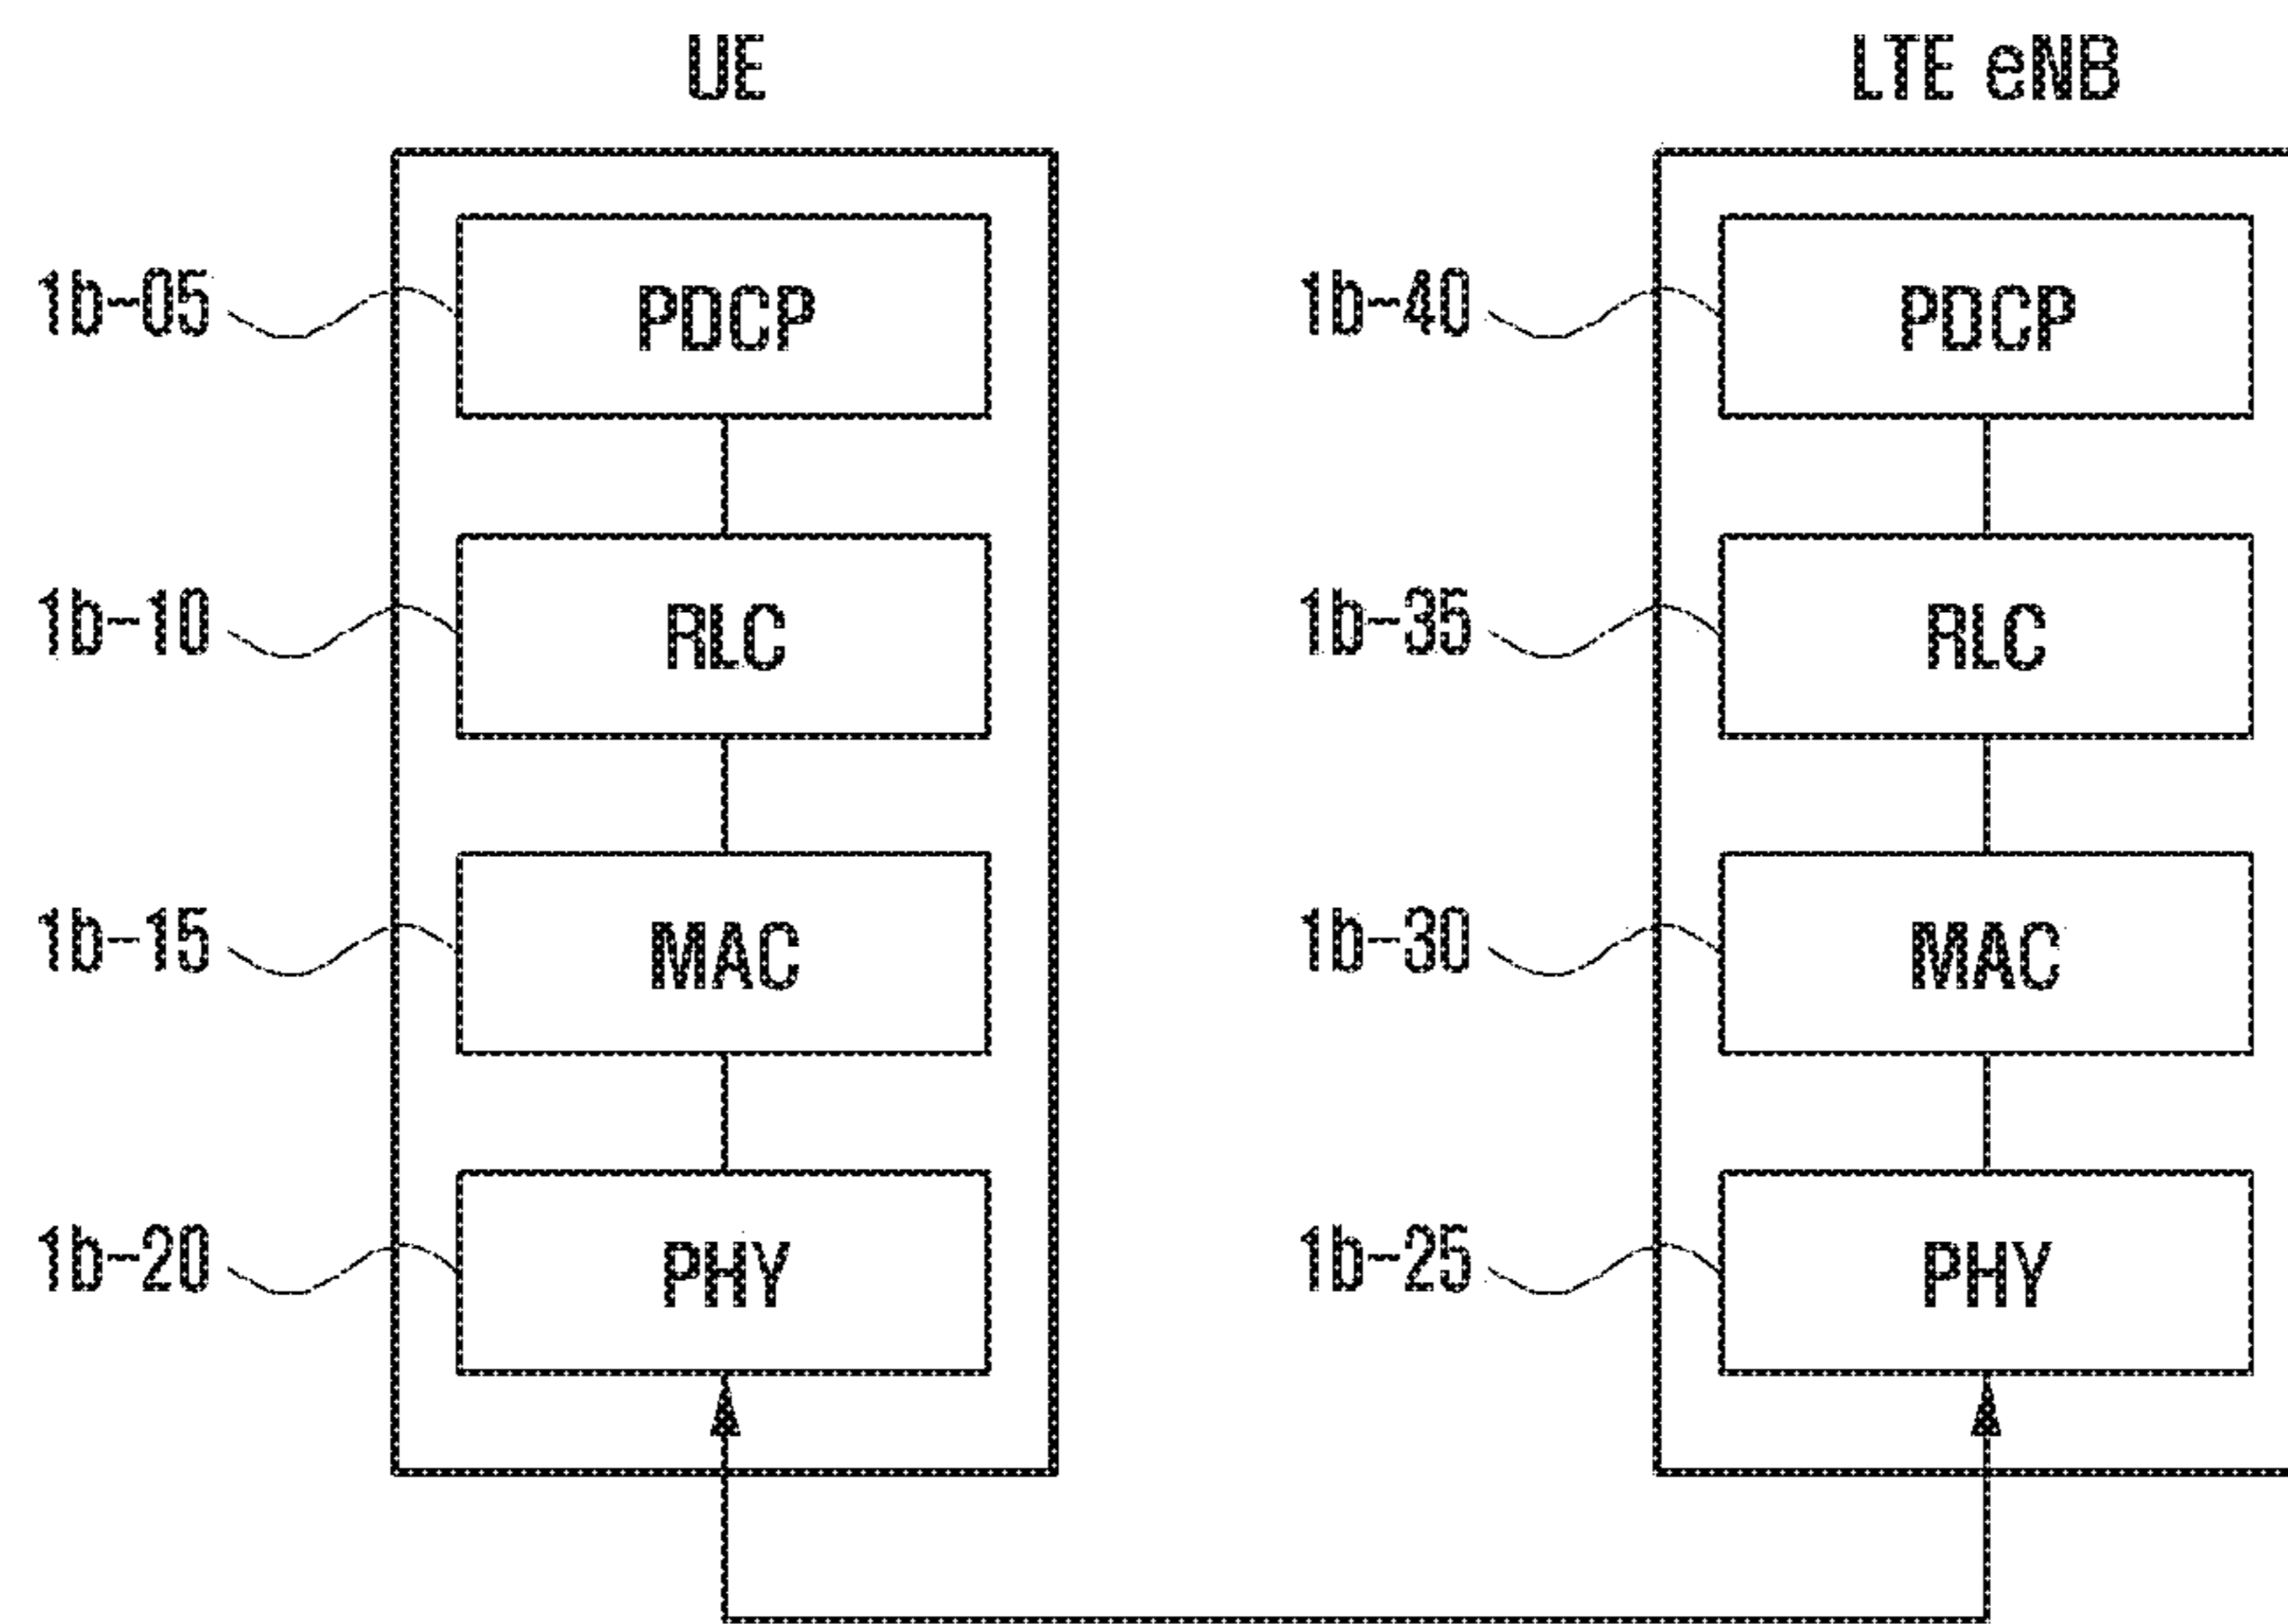 UE LTE eNB
1b-05 PDCP 1b-40 PDCP
1b-10 RLC 1b-35 RLC
1b-15 MAC 1b-30 MAC
1b-20 PHY 1b-25 PHY